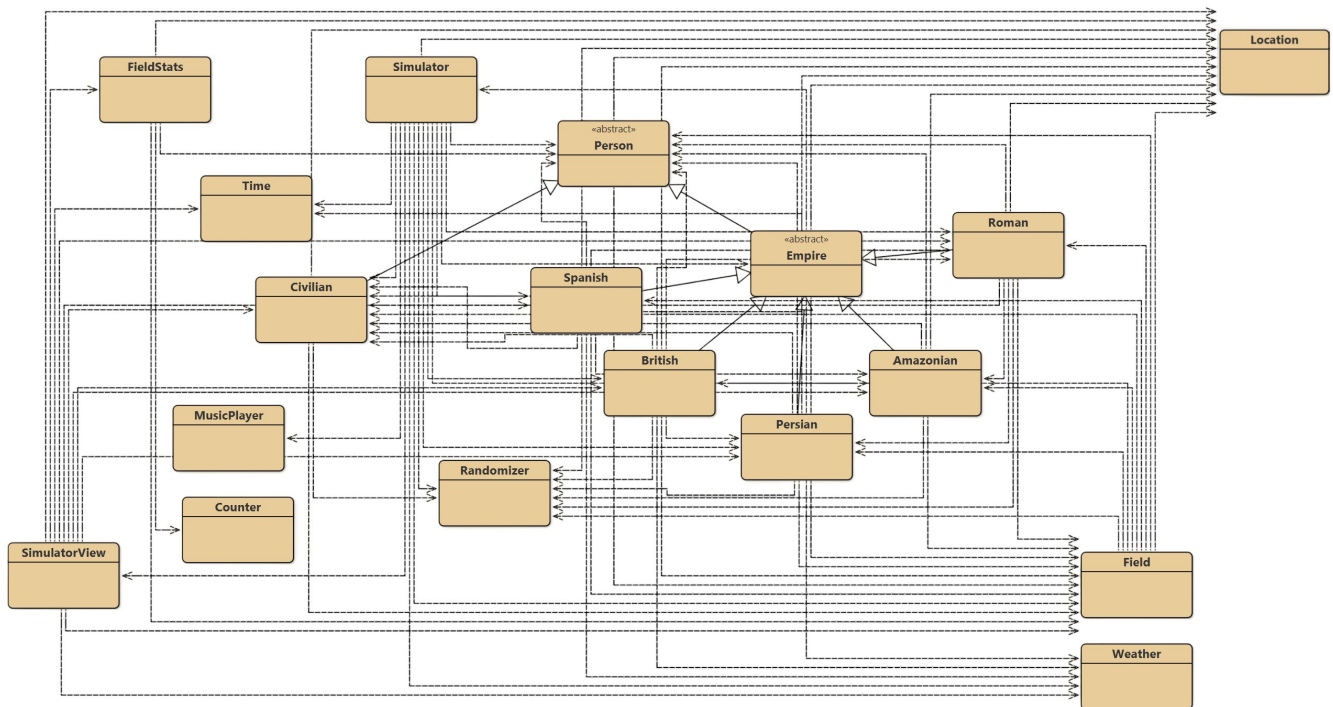 Location
FieldStats
Simulator
«abstract»
Person
Time
Roman
«abstract»
Empire
Spanish
Civilian
British
Amazonian
MusicPlayer
Persian
Randomizer
Counter
SimulatorView
Field
Weather